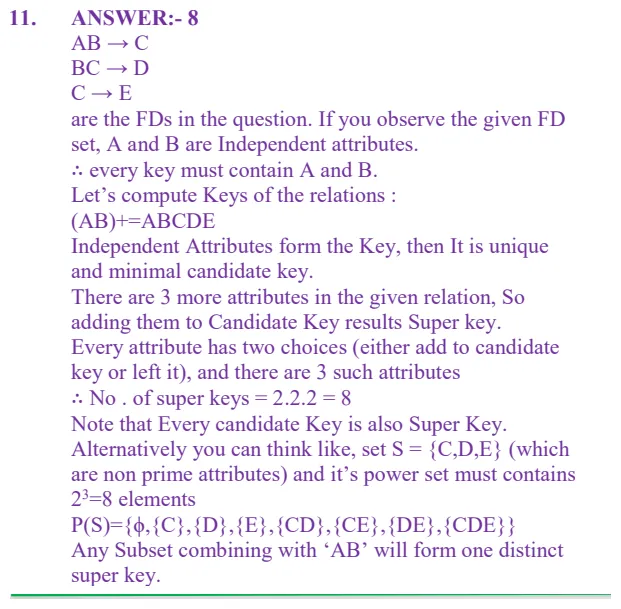 11. ANSWER:- 8
AB → C
BC → D
C → E
are the FDs in the question. If you observe the given FD
set, A and B are Independent attributes.
∴ every key must contain A and B.
Let’s compute Keys of the relations :
(AB)+=ABCDE
Independent Attributes form the Key, then It is unique
and minimal candidate key.
There are 3 more attributes in the given relation, So
adding them to Candidate Key results Super key.
Every attribute has two choices (either add to candidate
key or left it), and there are 3 such attributes
∴ No . of super keys = 2.2.2 = 8
Note that Every candidate Key is also Super Key.
Alternatively you can think like, set S = {C,D,E} (which
are non prime attributes) and it’s power set must contains
2³=8 elements
P(S)={ϕ,{C},{D},{E},{CD},{CE},{DE},{CDE}}
Any Subset combining with ‘AB’ will form one distinct
super key.